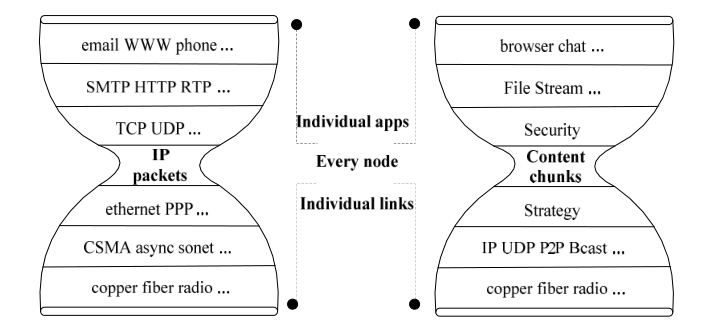 email WWW phone ...
SMTP HTTP RTP ...
TCP UDP ...
IP
packets
ethernet PPP ...
CSMA async sonet ...
copper fiber radio ...
Individual apps
Every node
Individual links
browser chat ...
File Stream ...
Security
Content
chunks
Strategy
IP UDP P2P Bcast ...
copper fiber radio ...